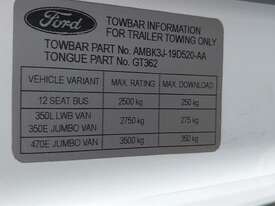 Ford
TOWBAR INFORMATION
FOR TRAILER TOWING ONLY
TOWBAR PART No. AMBK3J-19D520-AA
TONGUE PART No. GT362
VEHICLE VARIANT MAX. RATING MAX. DOWNLOAD
12 SEAT BUS 2500 kg 250 kg
350L LWB VAN
350E JUMBO VAN 2750 kg 275 kg
470E JUMBO VAN 3500 kg 350 kg